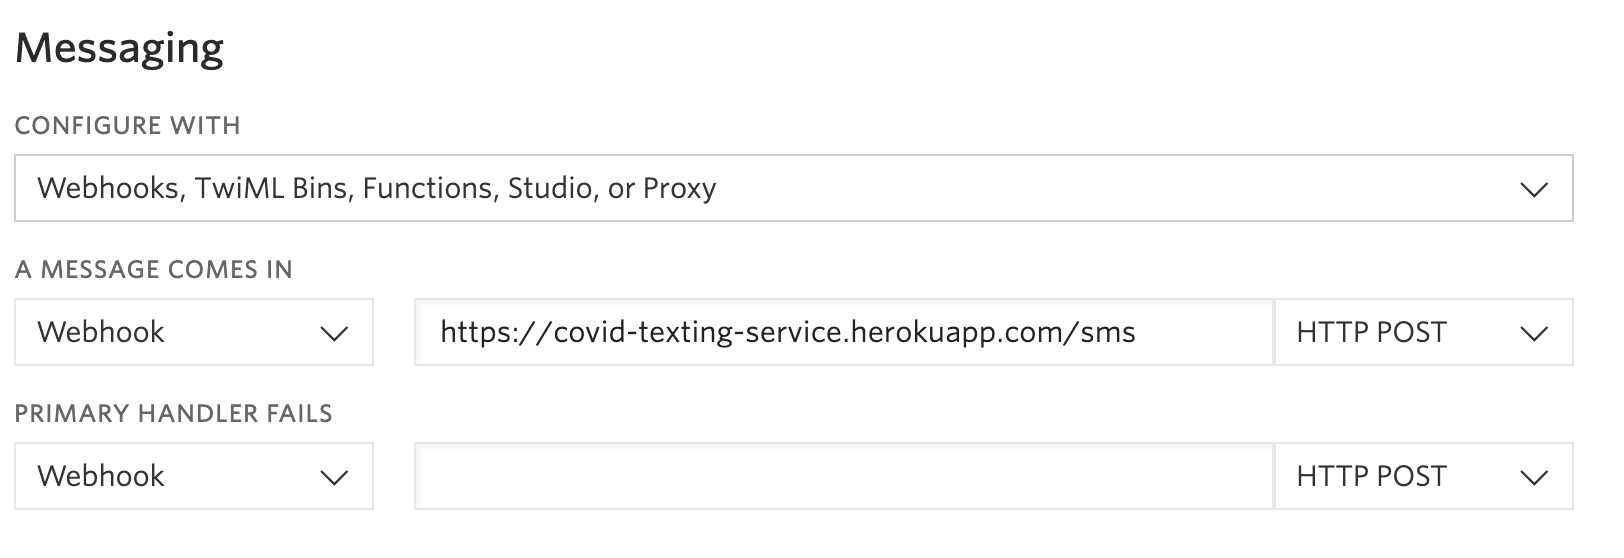 Messaging
CONFIGURE WITH
Webhooks, TwiML Bins, Functions, Studio, or Proxy
A MESSAGE COMES IN
Webhook https://covid-texting-service.herokuapp.com/sms HTTP POST
PRIMARY HANDLER FAILS
Webhook HTTP POST